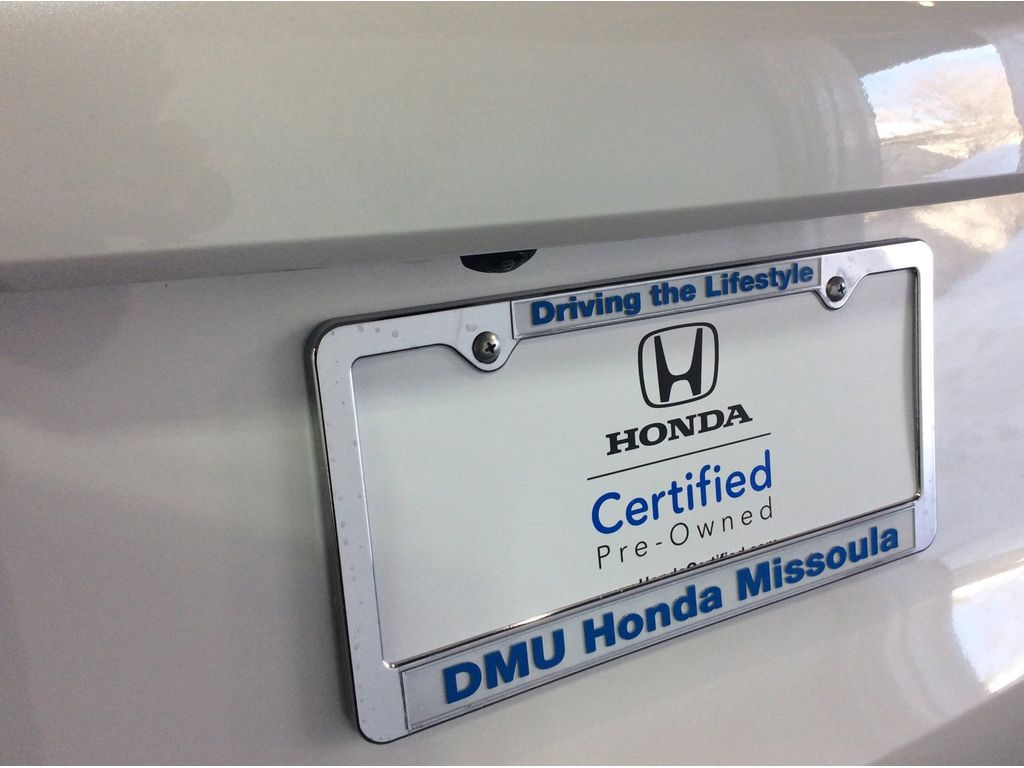 Driving the Lifestyle
HONDA
Certified
Pre-Owned
DMU Honda Missoula